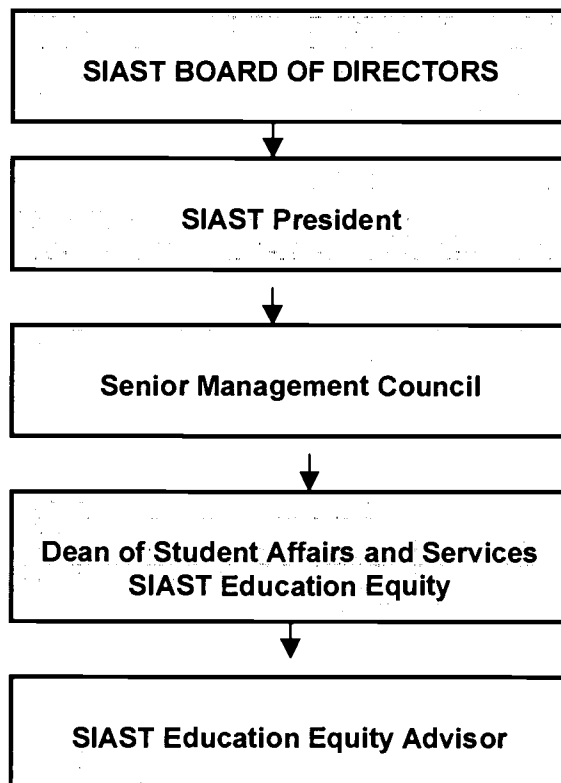 SIAST BOARD OF DIRECTORS
SIAST President
Senior Management Council
Dean of Student Affairs and Services
SIAST Education Equity
SIAST Education Equity Advisor